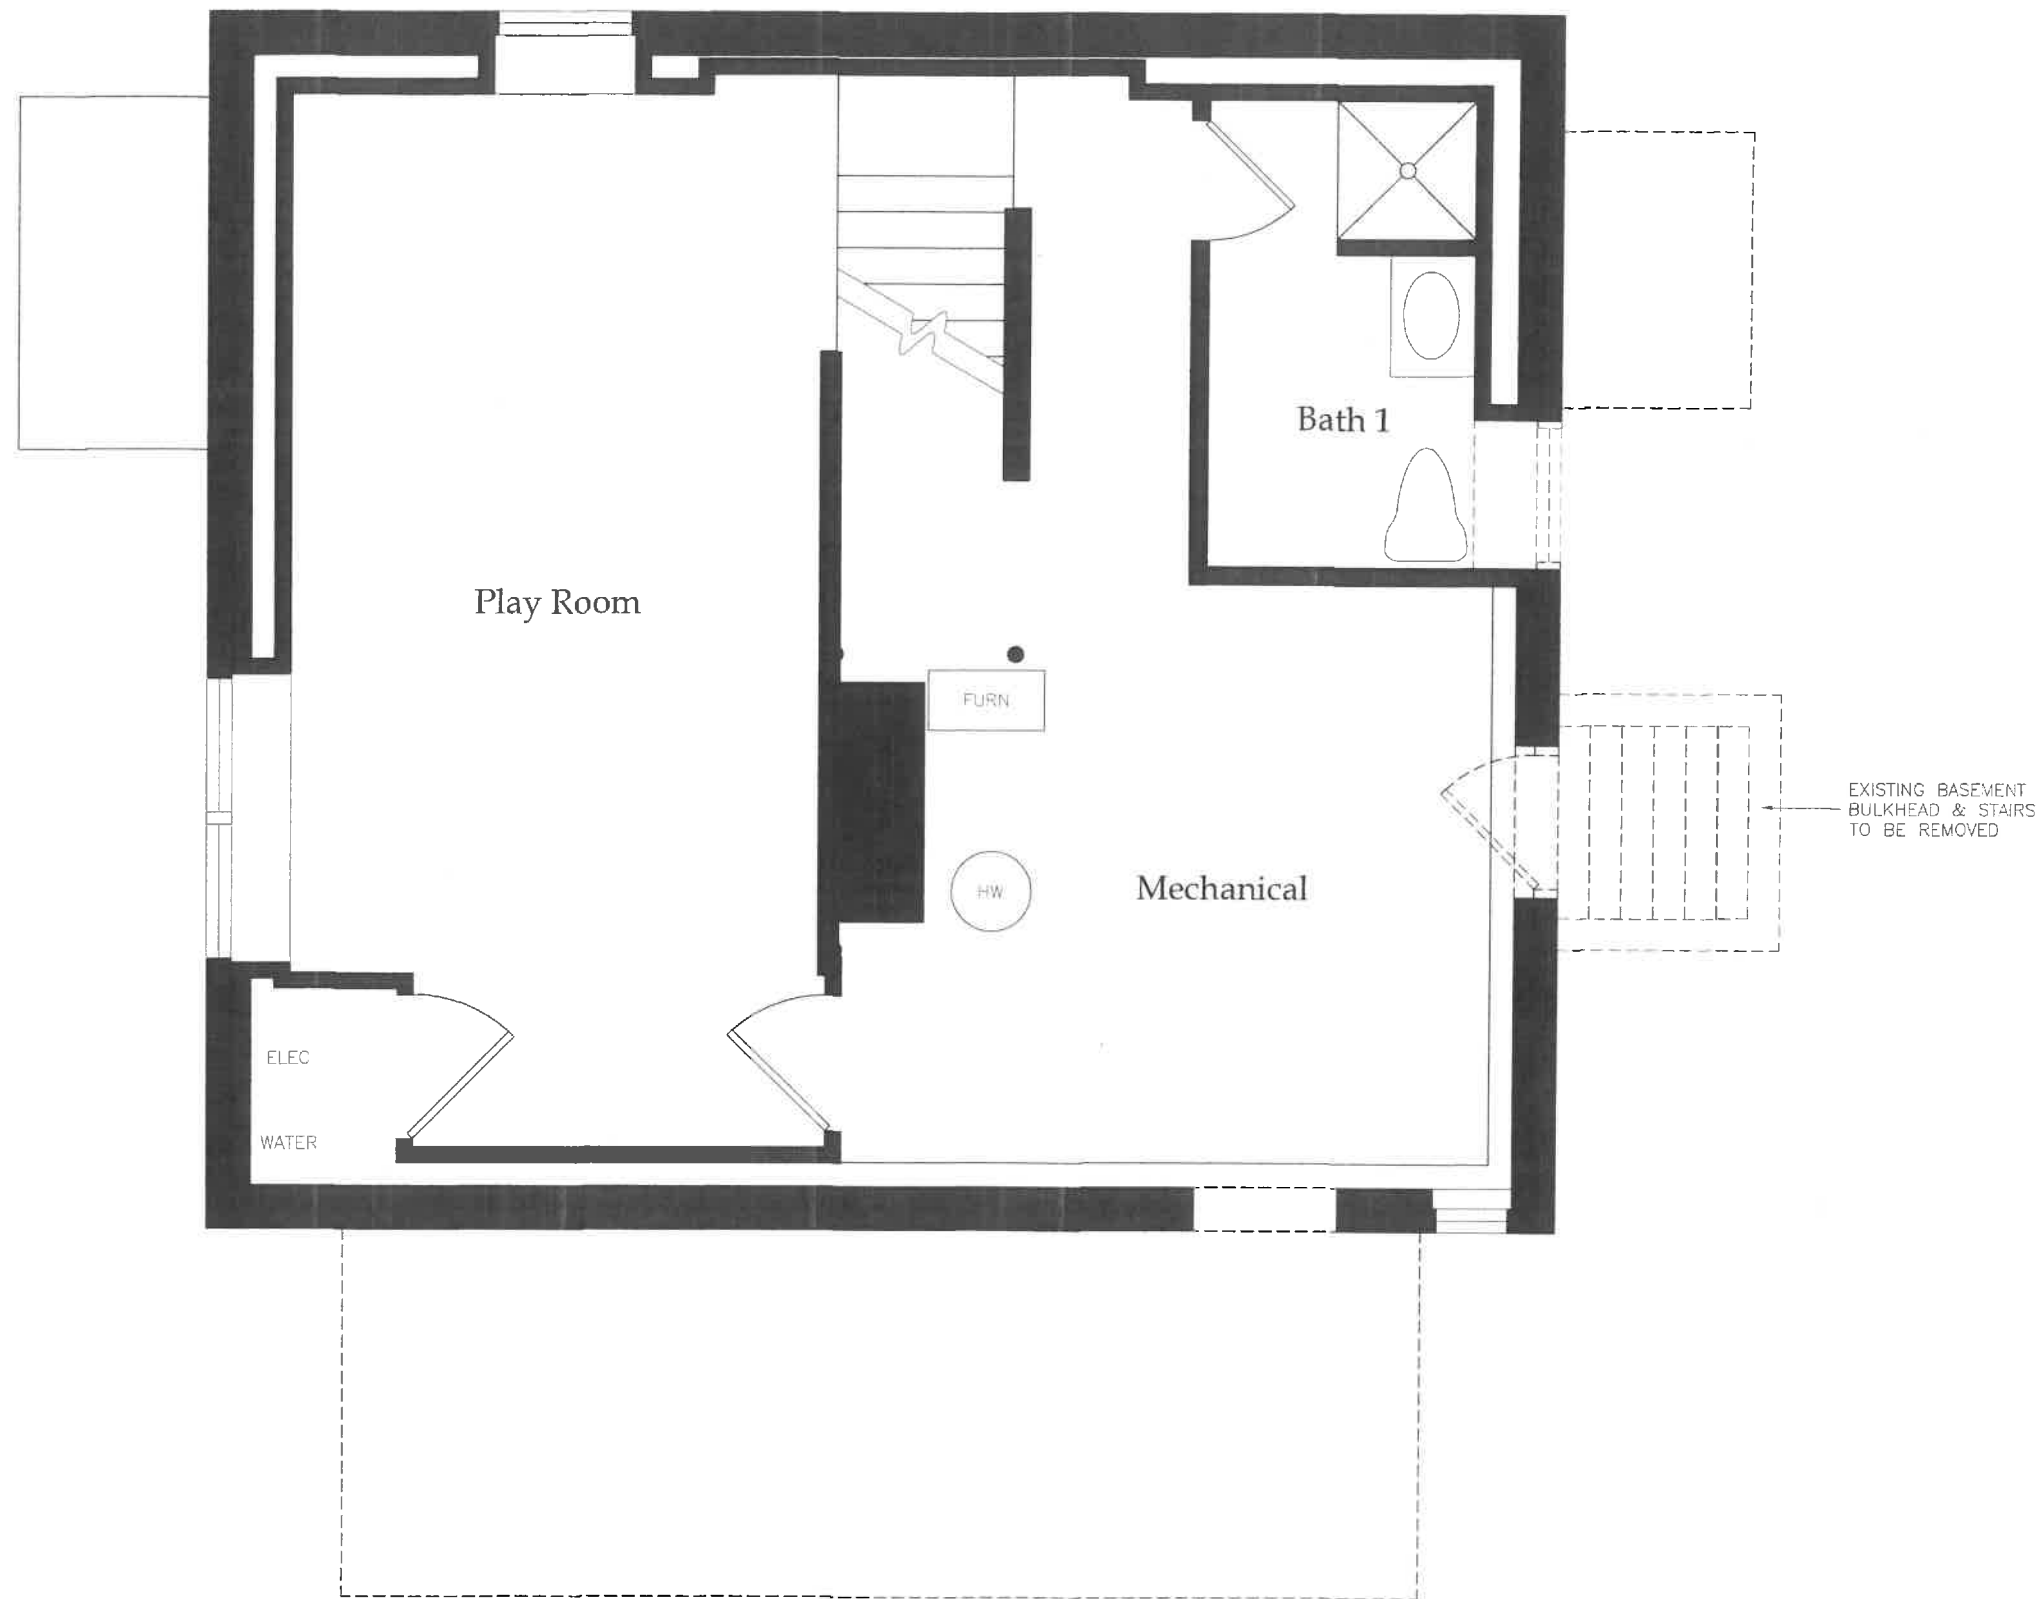 Bath 1
Play Room
FURN
EXISTING BASEMENT
BULKHEAD & STAIRS
TO BE REMOVED
HW
Mechanical
ELEC
WATER